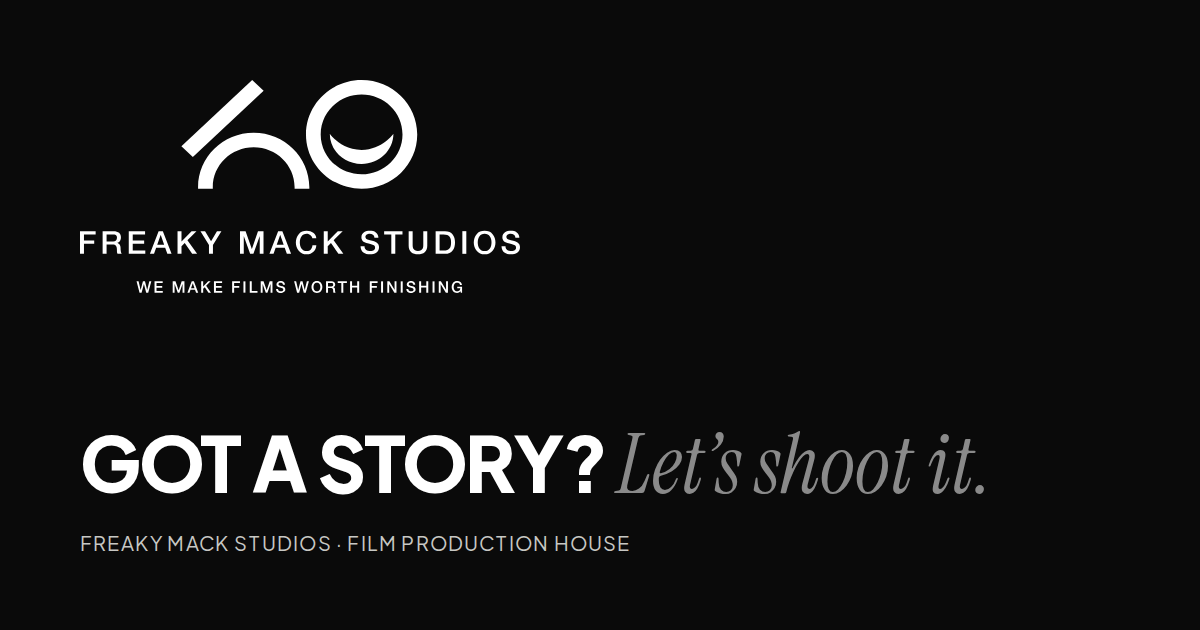 FREAKY MACK STUDIOS
WE MAKE FILMS WORTH FINISHING
GOT A STORY? Let’s shoot it.
FREAKY MACK STUDIOS · FILM PRODUCTION HOUSE